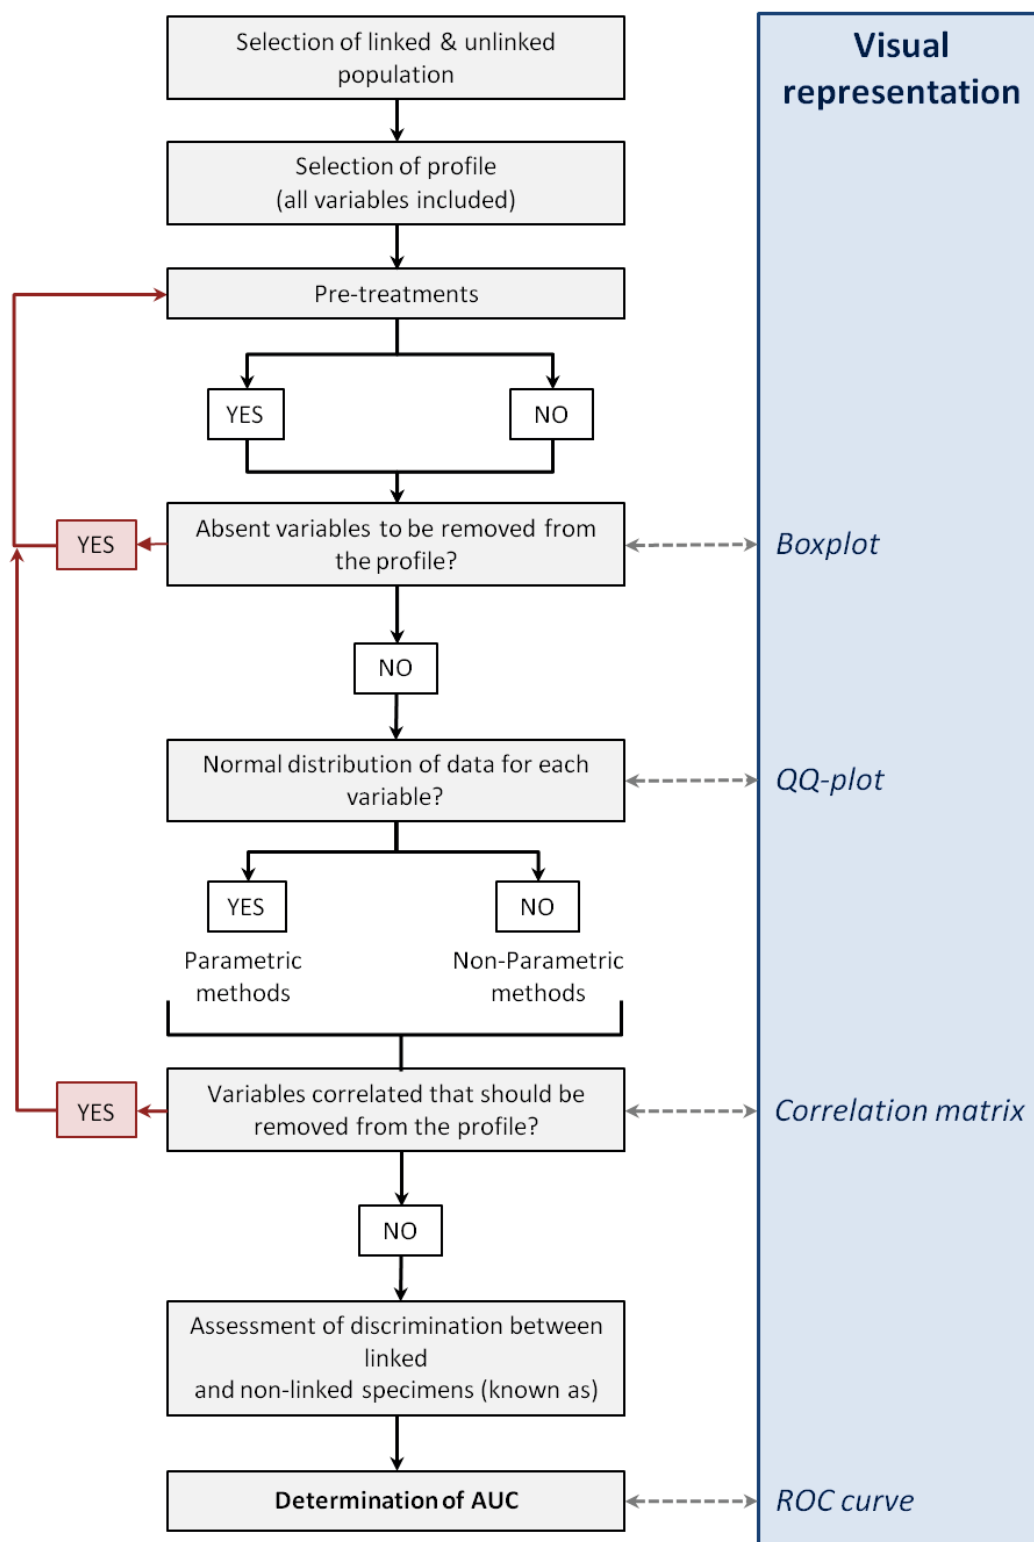 Selection of linked & unlinked
population
Visual
representation
Selection of profile
(all variables included)
Pre-treatments
YES
NO
YES
Absent variables to be removed from
the profile?
Boxplot
NO
Normal distribution of data for each
variable?
QQ-plot
YES
NO
Parametric
methods
Non-Parametric
methods
YES
Variables correlated that should be
removed from the profile?
Correlation matrix
NO
Assessment of discrimination between
linked
and non-linked specimens (known as)
Determination of AUC
ROC curve